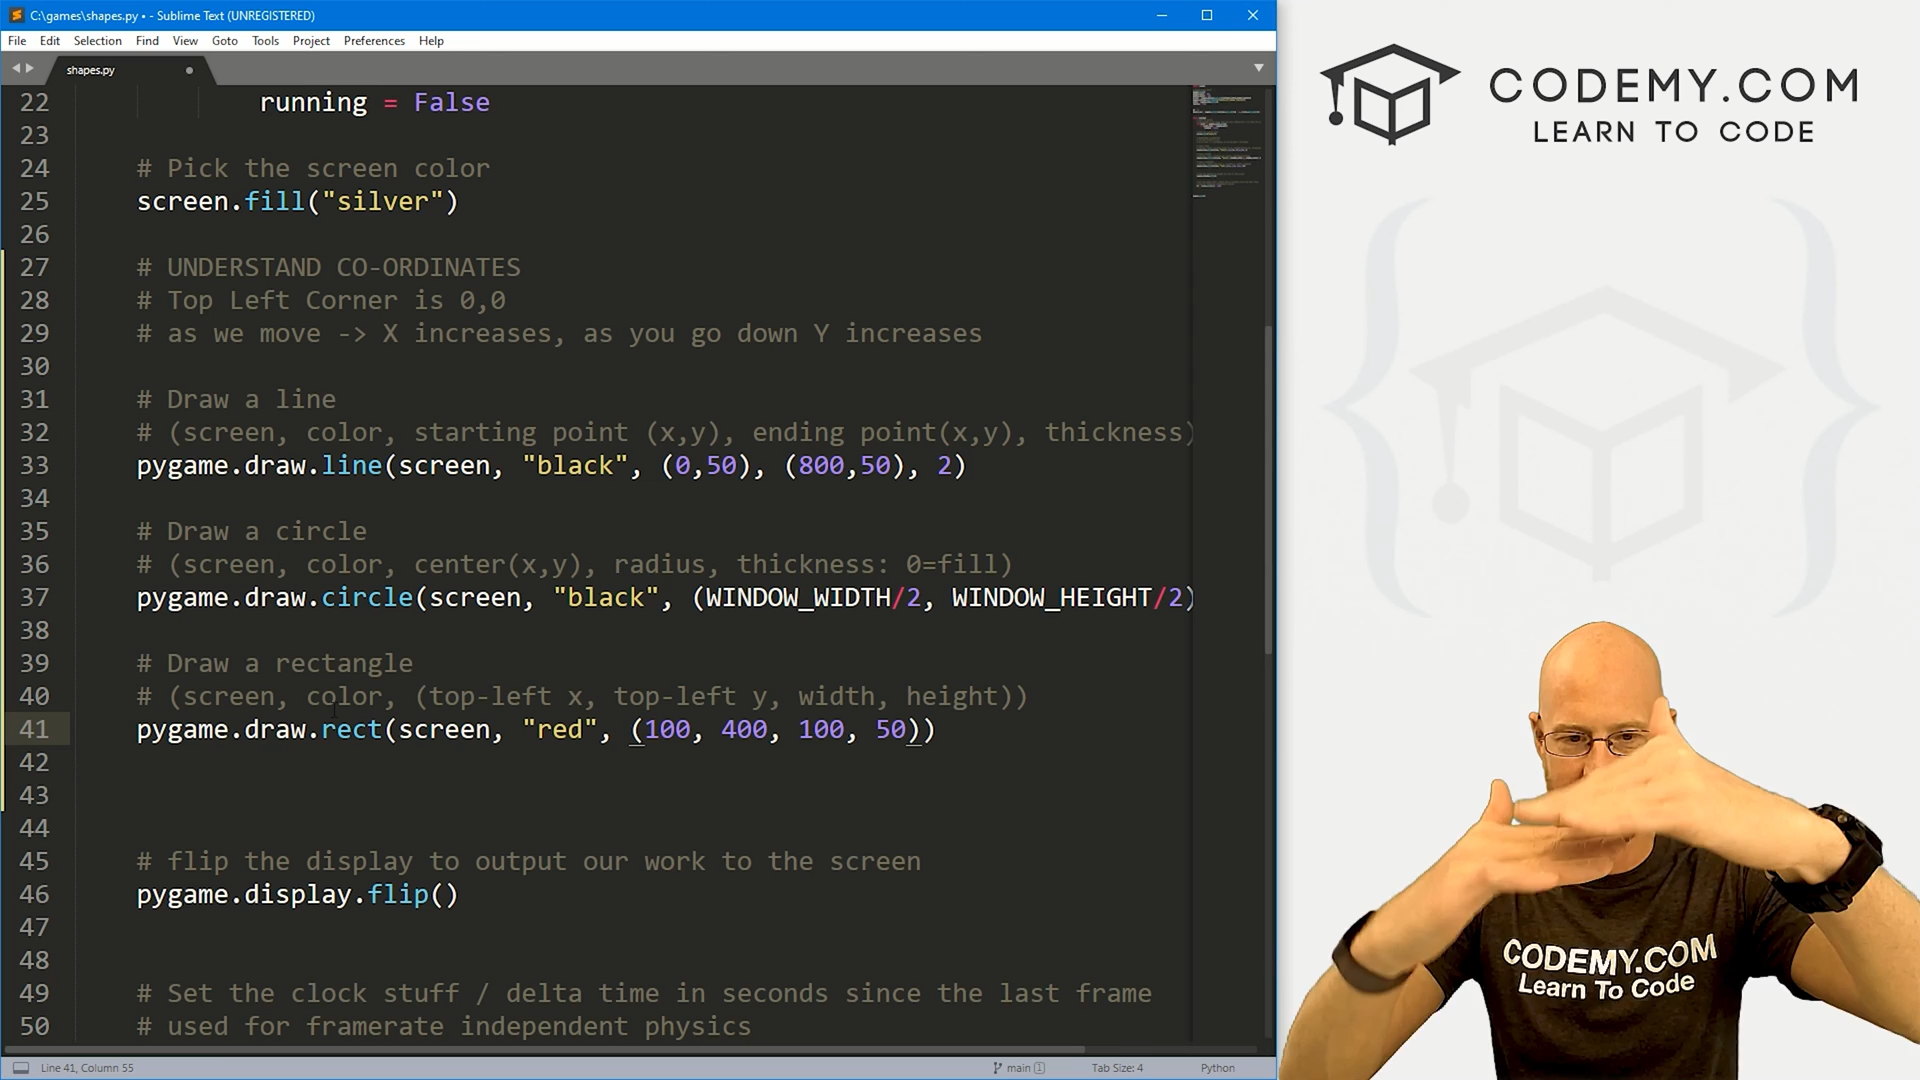 C:\games\shapes.py • - Sublime Text (UNREGISTERED)
File Edit Selection Find View Goto Tools Project Preferences Help
shapes.py
22 running = False
23
24 # Pick the screen color
25 screen.fill("silver")
26
27 # UNDERSTAND CO-ORDINATES
28 # Top Left Corner is 0,0
29 # as we move -> X increases, as you go down Y increases
30
31 # Draw a line
32 # (screen, color, starting point (x,y), ending point(x,y), thickness)
33 pygame.draw.line(screen, "black", (0,50), (800,50), 2)
34
35 # Draw a circle
36 # (screen, color, center(x,y), radius, thickness: 0=fill)
37 pygame.draw.circle(screen, "black", (WINDOW_WIDTH/2, WINDOW_HEIGHT/2)
38
39 # Draw a rectangle
40 # (screen, color, (top-left x, top-left y, width, height))
41 pygame.draw.rect(screen, "red", (100, 400, 100, 50))
42
43
44
45 # flip the display to output our work to the screen
46 pygame.display.flip()
47
48
49 # Set the clock stuff / delta time in seconds since the last frame
50 # used for framerate independent physics
Line 41, Column 55 main 1 Tab Size: 4 Python
CODEMY.COM
LEARN TO CODE
CODEMY.COM
Learn To Code